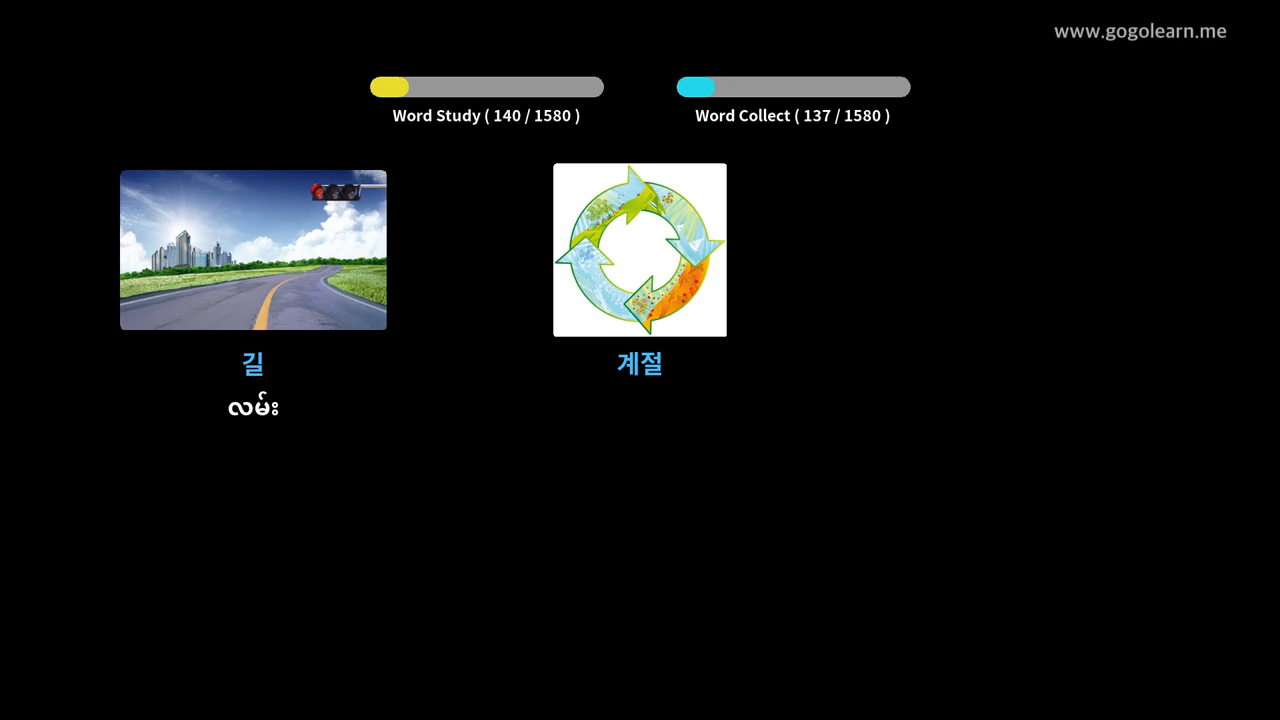 www.gogolearn.me
Word Study ( 140 / 1580 )
Word Collect ( 137 / 1580 )
길
လမ်း
계절